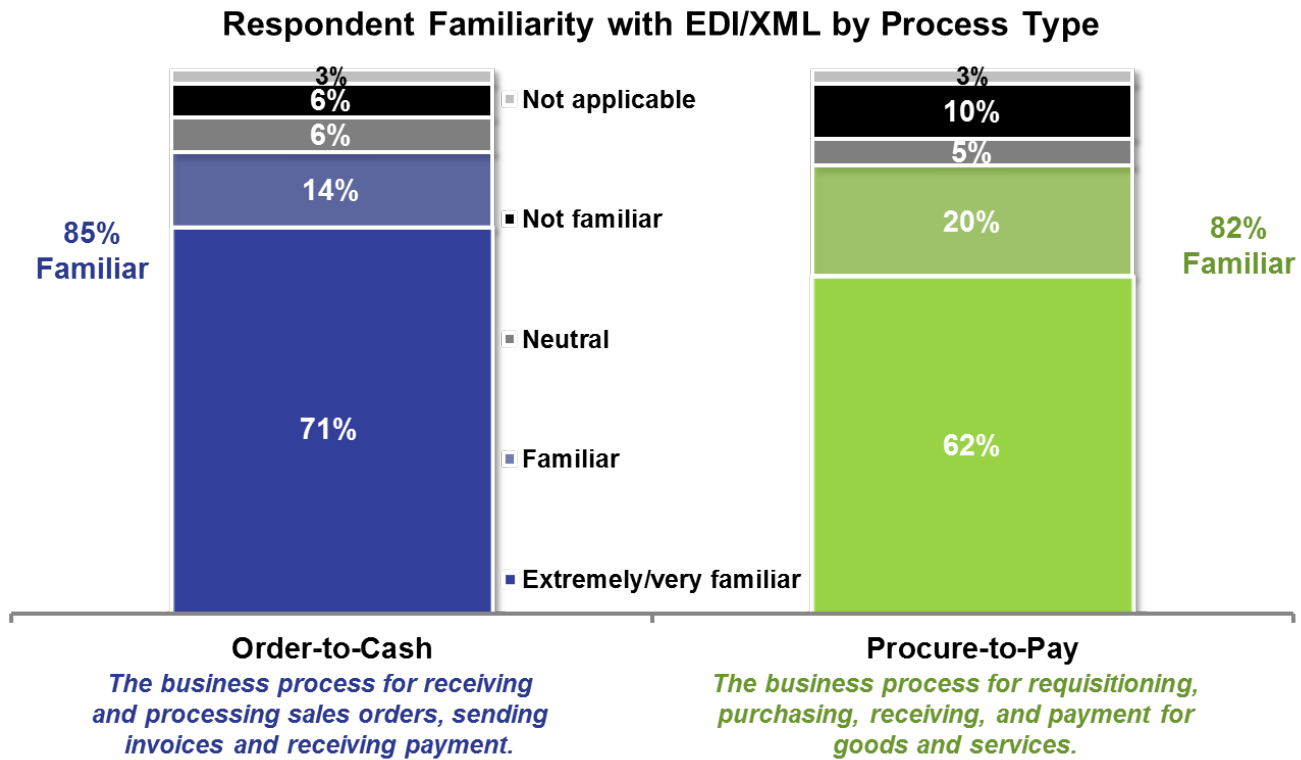 Respondent Familiarity with EDI/XML by Process Type
3%
6%
6%
14%
71%
85%
Familiar
Not applicable
Not familiar
Neutral
Familiar
Extremely/very familiar
3%
10%
5%
20%
62%
82%
Familiar
Order-to-Cash
The business process for receiving
and processing sales orders, sending
invoices and receiving payment.
Procure-to-Pay
The business process for requisitioning,
purchasing, receiving, and payment for
goods and services.